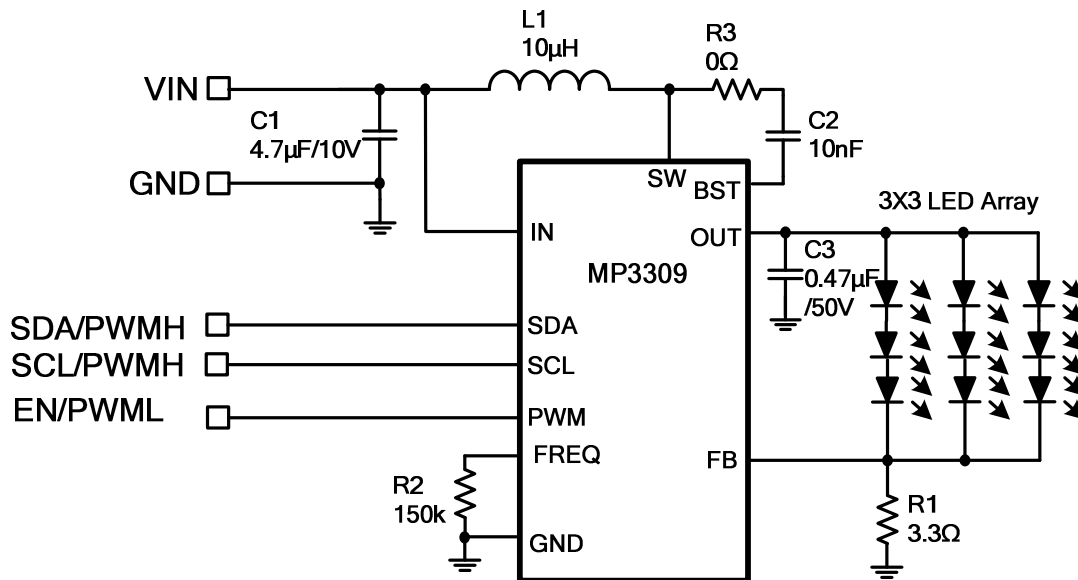 L1
10µH
R3
0Ω
VIN
C1
4.7µF/10V
C2
10nF
GND
SW
BST
3X3 LED Array
IN
OUT
MP3309
C3
0.47µF
/50V
SDA/PWMH
SDA
SCL/PWMH
SCL
EN/PWML
PWM
FREQ
FB
R2
150k
R1
3.3Ω
GND